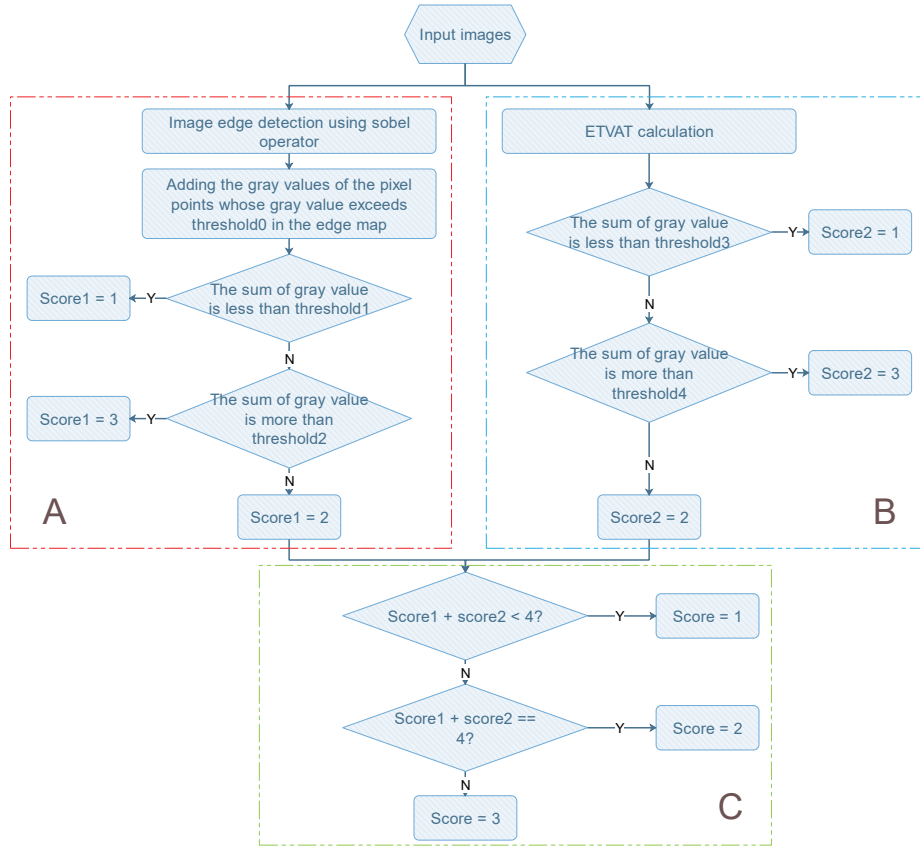 Input images
Image edge detection using sobel
operator
Adding the gray values of the pixel
points whose gray value exceeds
threshold0 in the edge map
The sum of gray value
is less than threshold1
Y
Score1 = 1
N
The sum of gray value
is more than
threshold2
Y
Score1 = 3
N
Score1 = 2
A
ETVAT calculation
The sum of gray value
is less than threshold3
Y
Score2 = 1
N
The sum of gray value
is more than
threshold4
Y
Score2 = 3
N
Score2 = 2
B
Score1 + score2 < 4?
Y
Score = 1
N
Score1 + score2 ==
4?
Y
Score = 2
N
Score = 3
C